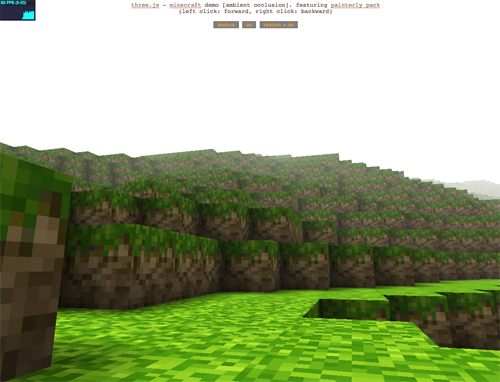 three.js - minecraft demo [ambient occlusion]. featuring painterly pack
(left click: forward, right click: backward)
texture ao texture + ao